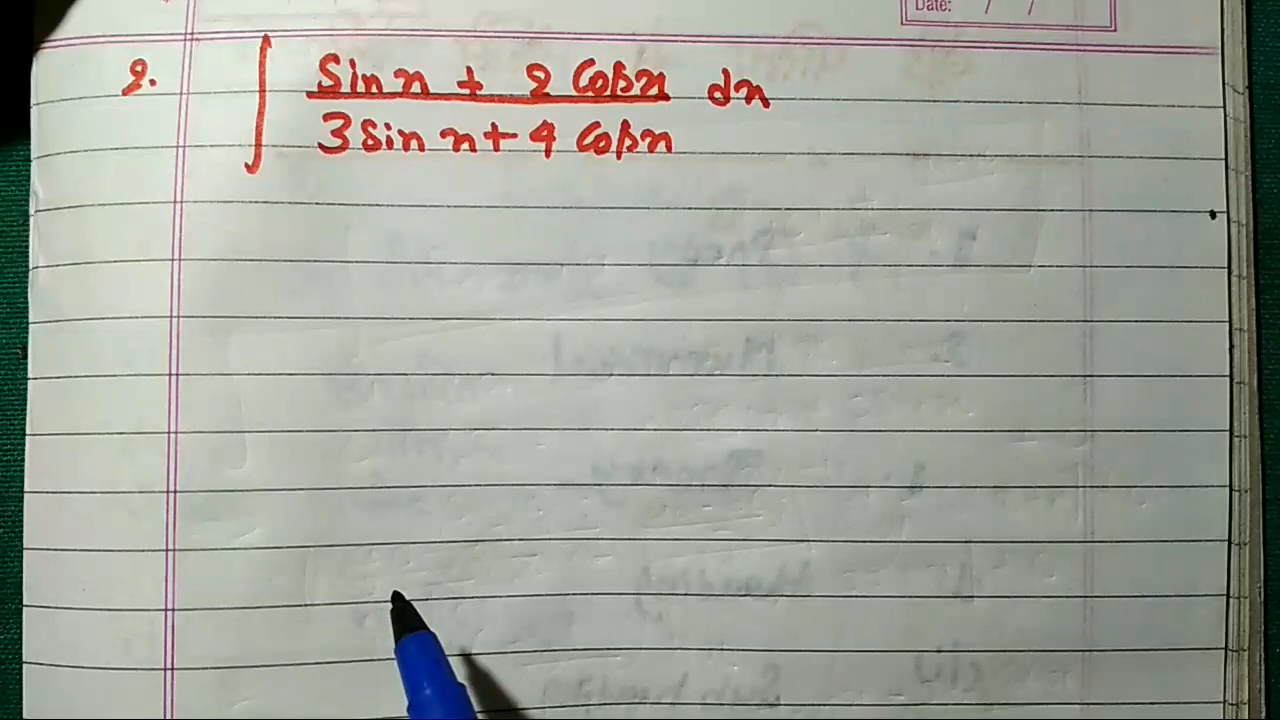 Date: / /
2. ∫ Sin x + 2 Cos x dx
3 Sin x + 4 Cos x